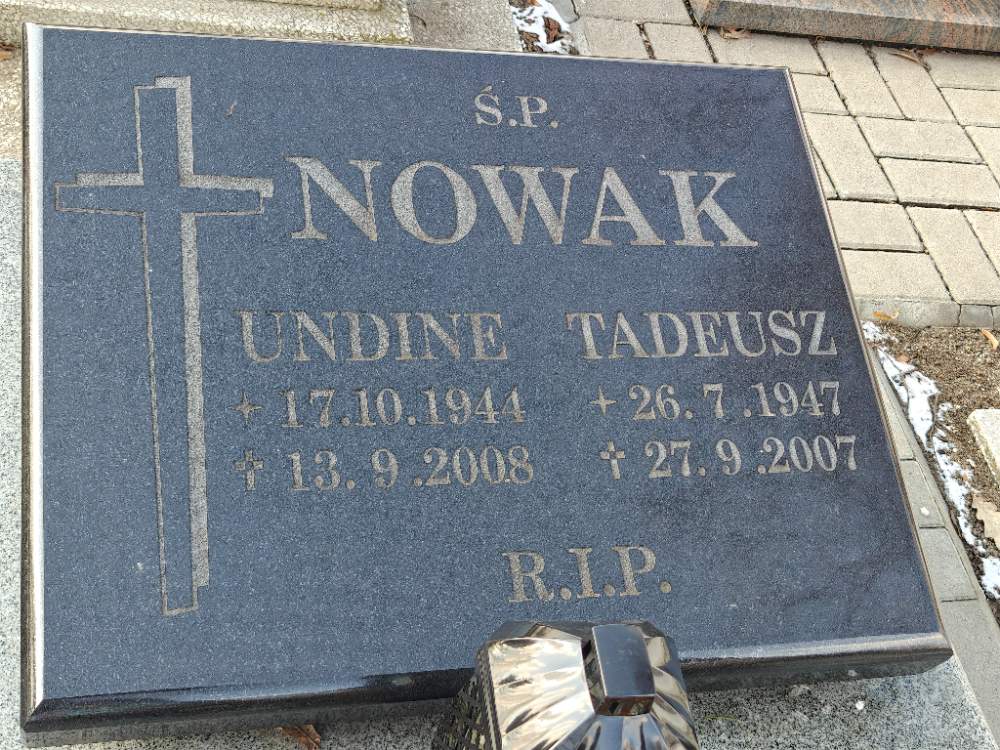 Ś.P.
NOWAK
UNDINE TADEUSZ
+ 17.10.1944 + 26.7.1947
† 13.9.2008 † 27.9.2007
R.I.P.